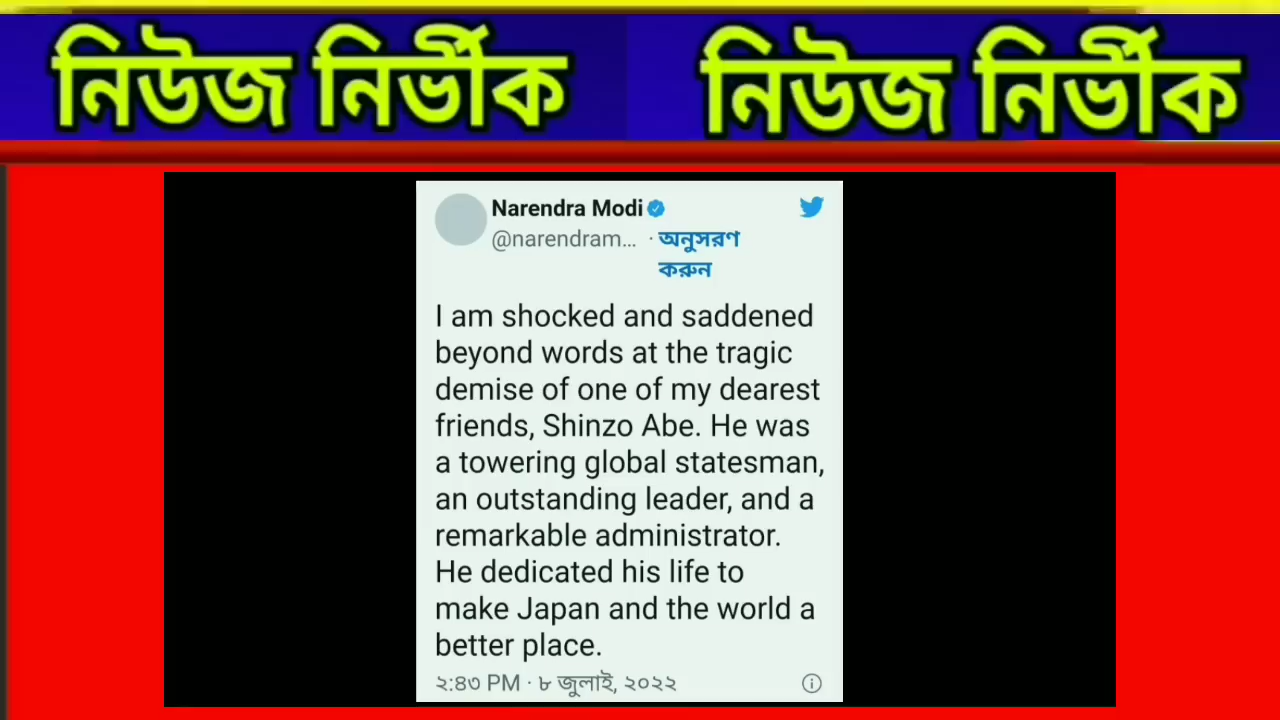 নিউজ নির্ভীক নিউজ নির্ভীক
Narendra Modi
@narendram... · অনুসরণ
করুন
I am shocked and saddened
beyond words at the tragic
demise of one of my dearest
friends, Shinzo Abe. He was
a towering global statesman,
an outstanding leader, and a
remarkable administrator.
He dedicated his life to
make Japan and the world a
better place.
২:৪৩ PM · ৮ জুলাই, ২০২২